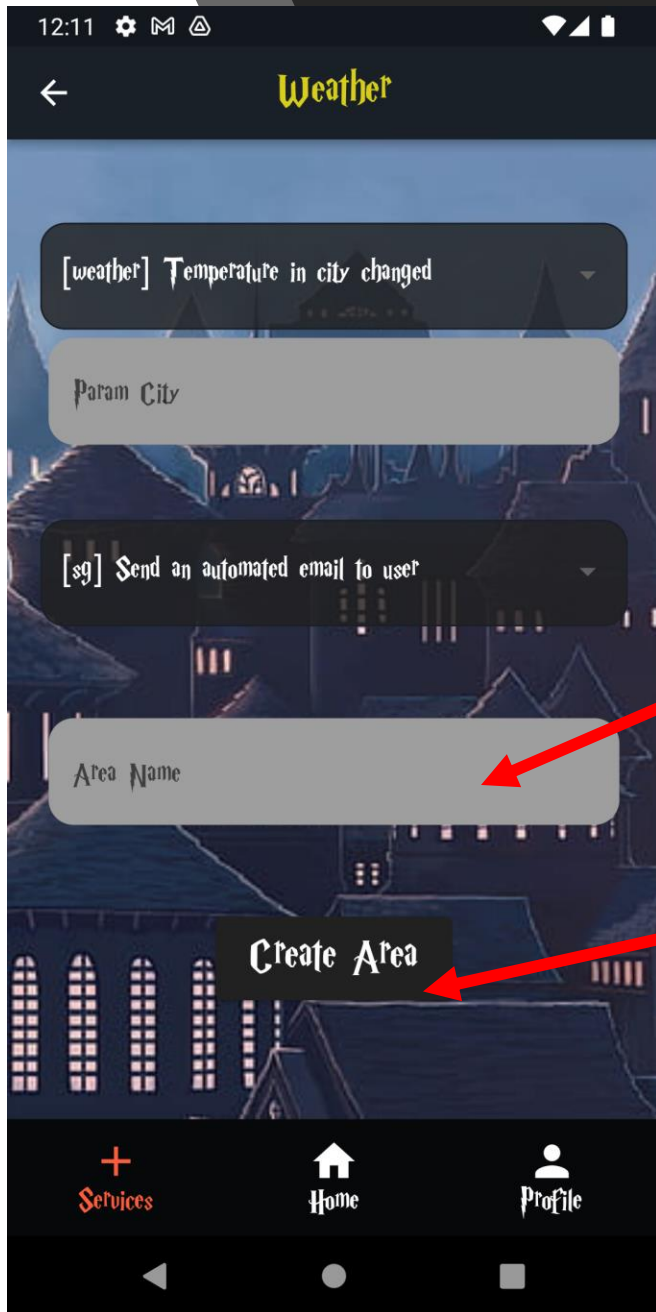 12:11
Weather
[weather] Temperature in city changed
Param City
[sg] Send an automated email to user
Area Name
Create Area
Services
Home
Profile